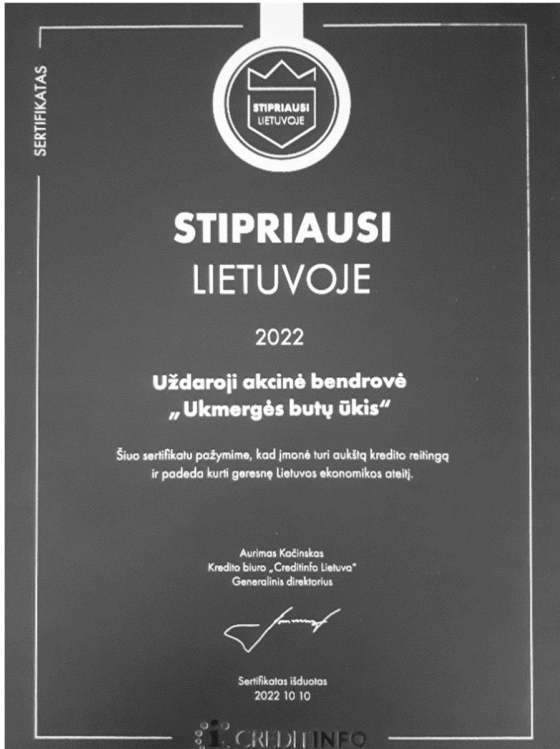 SERTIFIKATAS
STIPRIAUSI
LIETUVOJE
STIPRIAUSI
LIETUVOJE
2022
Uždaroji akcinė bendrovė
„Ukmergės butų ūkis“
Šiuo sertifikatu pažymime, kad įmonė turi aukštą kredito reitingą
ir padeda kurti geresnę Lietuvos ekonomikos ateitį.
Aurimas Kačinskas
Kredito biuro „Creditinfo Lietuva“
Generalinis direktorius
Sertifikatas išduotas
2022 10 10
CREDITINFO